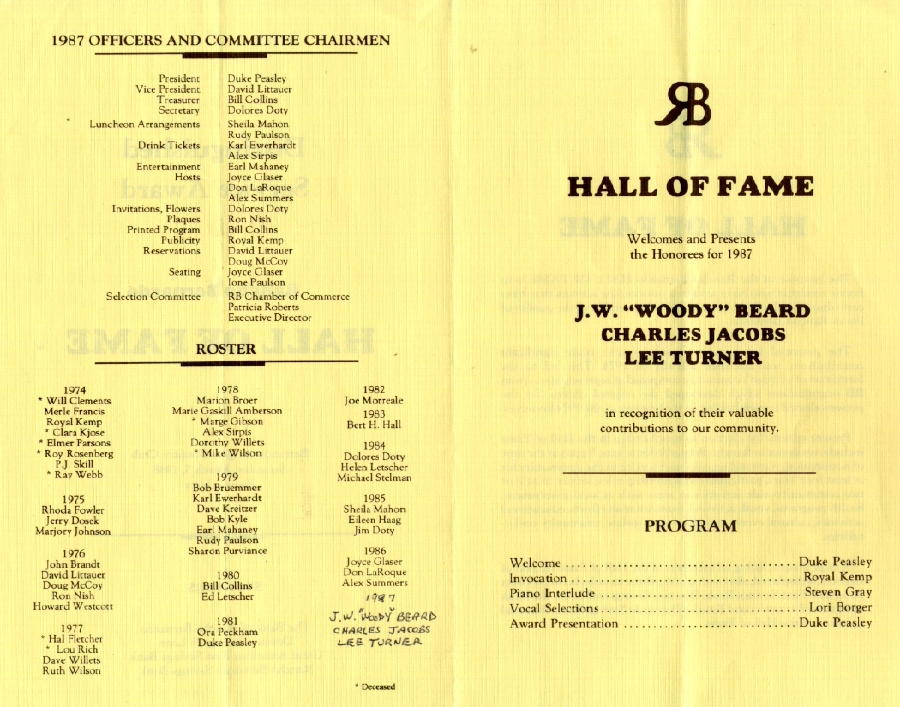 1987 OFFICERS AND COMMITTEE CHAIRMEN
President Duke Peasley
Vice President David Littauer
Treasurer Bill Collins
Secretary Dolores Doty
Luncheon Arrangements Sheila Mahon
Rudy Paulson
Drink Tickets Karl Ewerhardt
Alex Sirpis
Entertainment Earl Mahaney
Hosts Joyce Glaser
Don LaRoque
Alex Summers
Invitations, Flowers Dolores Doty
Plaques Ron Nish
Printed Program Bill Collins
Publicity Royal Kemp
Reservations David Littauer
Doug McCoy
Seating Joyce Glaser
Ione Paulson
Selection Committee RB Chamber of Commerce
Patricia Roberts
Executive Director
ROSTER
1974
* Will Clements
Merle Francis
Royal Kemp
* Clara Kjose
* Elmer Parsons
* Roy Rosenberg
P.J. Skill
* Ray Webb
1975
Rhoda Fowler
Jerry Dosek
Marjory Johnson
1976
John Brandt
David Littauer
Doug McCoy
Ron Nish
Howard Westcott
1977
* Hal Fletcher
* Lou Rich
Dave Willets
Ruth Wilson
1978
Marion Broer
Marie Gaskill Amberson
* Marge Gibson
Alex Sirpis
Dorothy Willets
* Mike Wilson
1979
Bob Bruemmer
Karl Ewerhardt
Dave Kreitzer
Bob Kyle
Earl Mahaney
Rudy Paulson
Sharon Purviance
1980
Bill Collins
Ed Letscher
1981
Ora Peckham
Duke Peasley
1982
Joe Morreale
1983
Bert H. Hall
1984
Dolores Doty
Helen Letscher
Michael Stelman
1985
Sheila Mahon
Eileen Haag
Jim Doty
1986
Joyce Glaser
Don LaRoque
Alex Summers
1987
J.W. "WOODY" BEARD
CHARLES JACOBS
LEE TURNER
* Deceased
RB
HALL OF FAME
Welcomes and Presents
the Honorees for 1987
J.W. “WOODY” BEARD
CHARLES JACOBS
LEE TURNER
in recognition of their valuable
contributions to our community.
PROGRAM
Welcome ................................ Duke Peasley
Invocation ................................ Royal Kemp
Piano Interlude ............................ Steven Gray
Vocal Selections ............................ Lori Borger
Award Presentation ........................ Duke Peasley